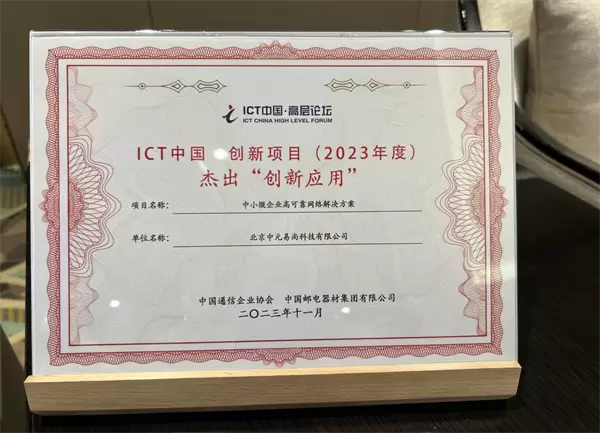 ICT中国·高层论坛
ICT CHINA HIGH LEVEL FORUM
ICT中国 创新项目（2023年度）
杰出“创新应用”
项目名称： 中小微企业高可靠网络解决方案
单位名称： 北京中元易尚科技有限公司
中国通信企业协会 中国邮电器材集团有限公司
二〇二三年十一月